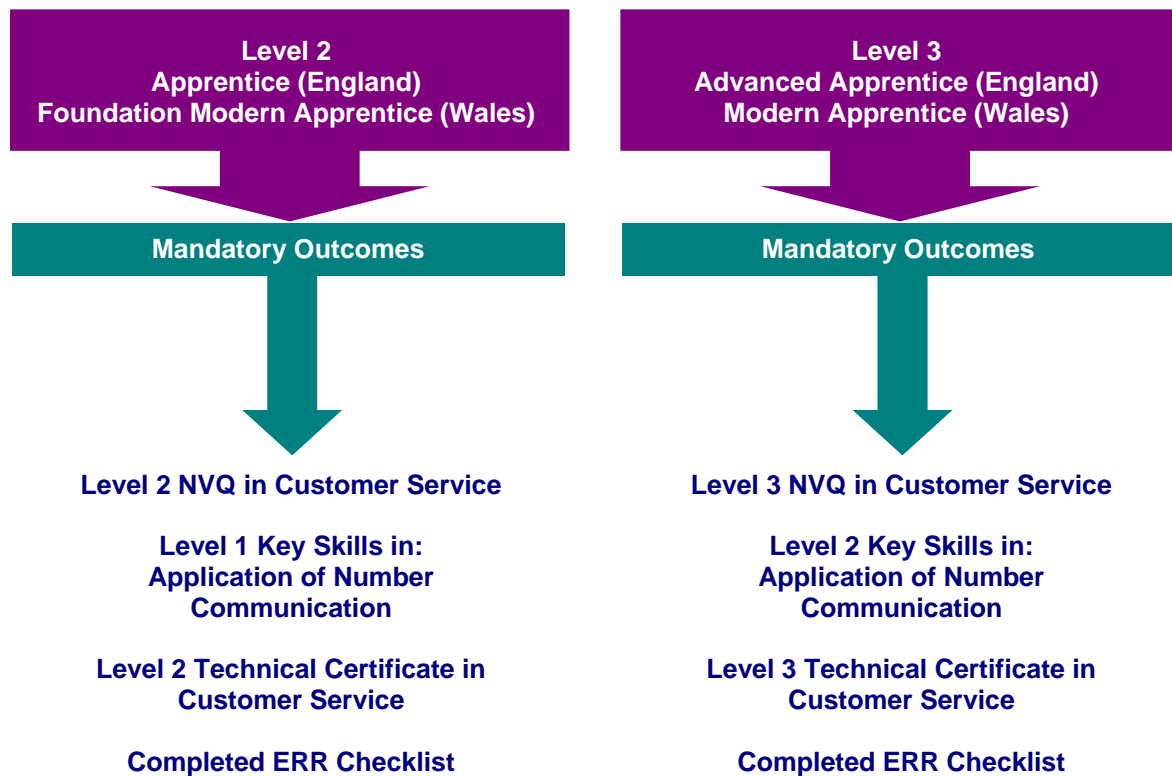 Level 2
Apprentice (England)
Foundation Modern Apprentice (Wales)
Mandatory Outcomes
Level 2 NVQ in Customer Service
Level 1 Key Skills in:
Application of Number
Communication
Level 2 Technical Certificate in
Customer Service
Completed ERR Checklist
Level 3
Advanced Apprentice (England)
Modern Apprentice (Wales)
Mandatory Outcomes
Level 3 NVQ in Customer Service
Level 2 Key Skills in:
Application of Number
Communication
Level 3 Technical Certificate in
Customer Service
Completed ERR Checklist